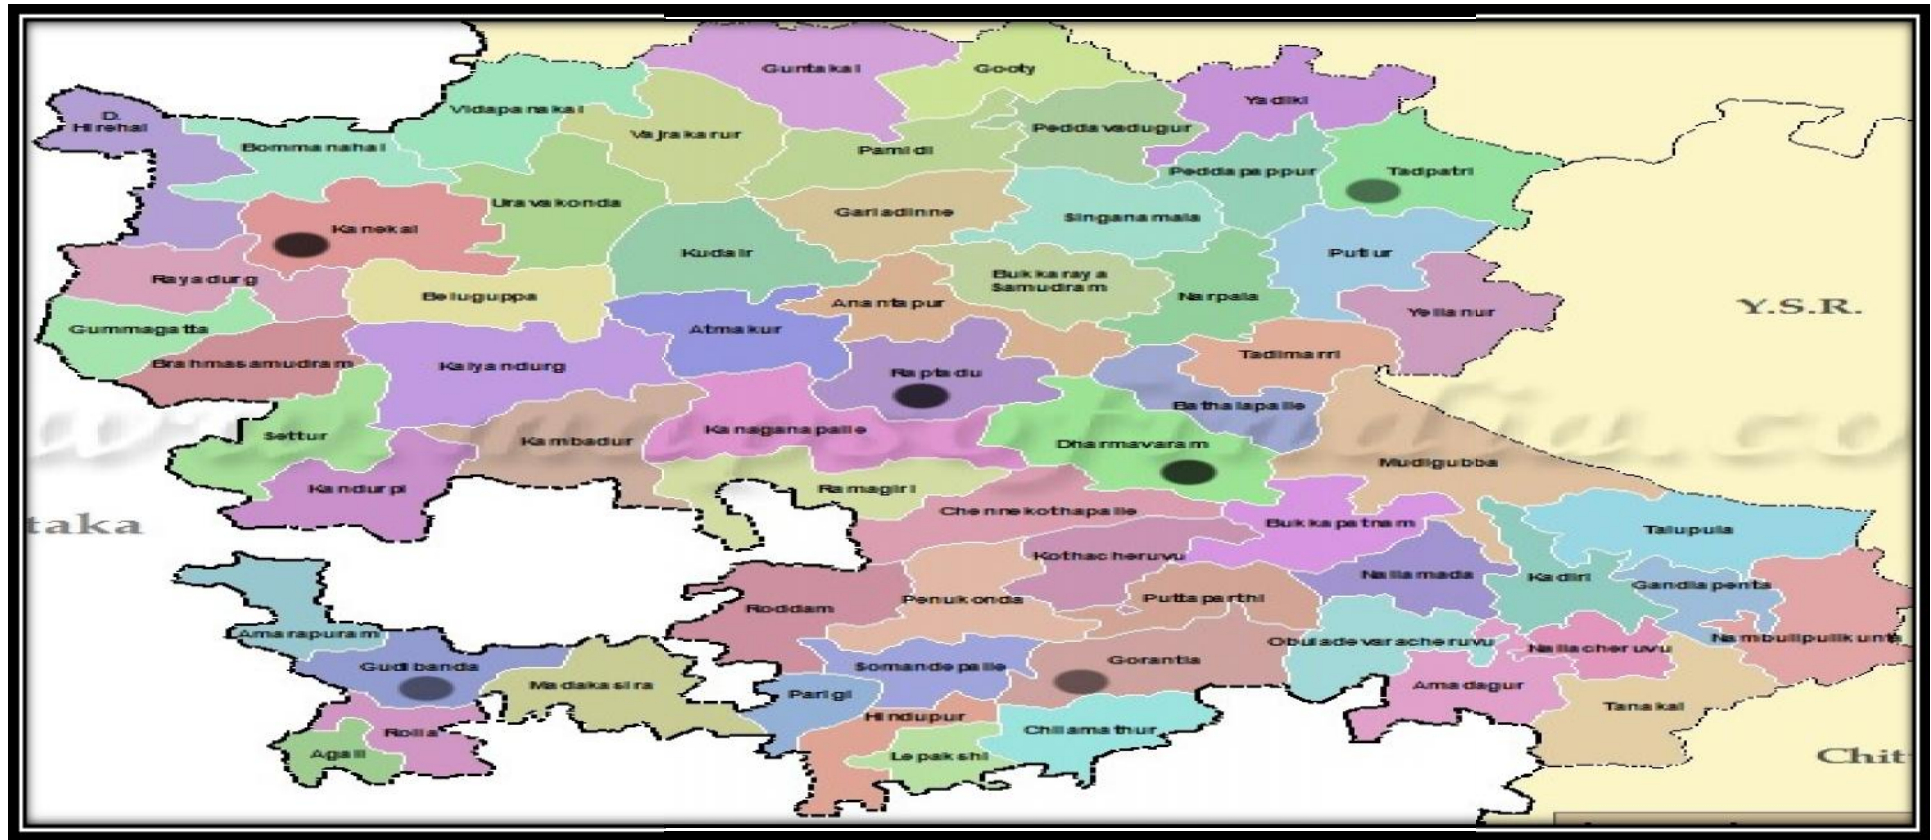 Guntakal
Gooty
Yadiki
D.
Hirehal
Vidapanakal
Vajrakarur
Peddavadugur
Bommanahal
Pamidi
Peddapappur
Tadpatri
Uravakonda
Garladinne
Singanamala
Kanekal
Kudair
Putlur
Rayadurg
Beluguppa
Bukkaraya
Samudram
Narpala
Anantapur
Yellanur
Y.S.R.
Gummagatta
Atmakur
Tadimarri
Brahmasamudram
Kalyandurg
Raptadu
Bathalapalle
Settur
Kambadur
Kanaganapalle
Dharmavaram
Mudigubba
Kandurpi
Ramagiri
Chennekothapalle
taka
Bukkapatnam
Talupula
Kothacheruvu
Nallamada
Kadiri
Gandlapenta
Roddam
Penukonda
Puttaparthi
Amarapuram
Obuladevaracheruvu
Nallacheruvu
Nambulipulikunta
Gudibanda
Somandepalle
Gorantla
Madakasira
Parigi
Amadagur
Tanakal
Hindupur
Rolla
Chillamathur
Agali
Lepakshi
Chit